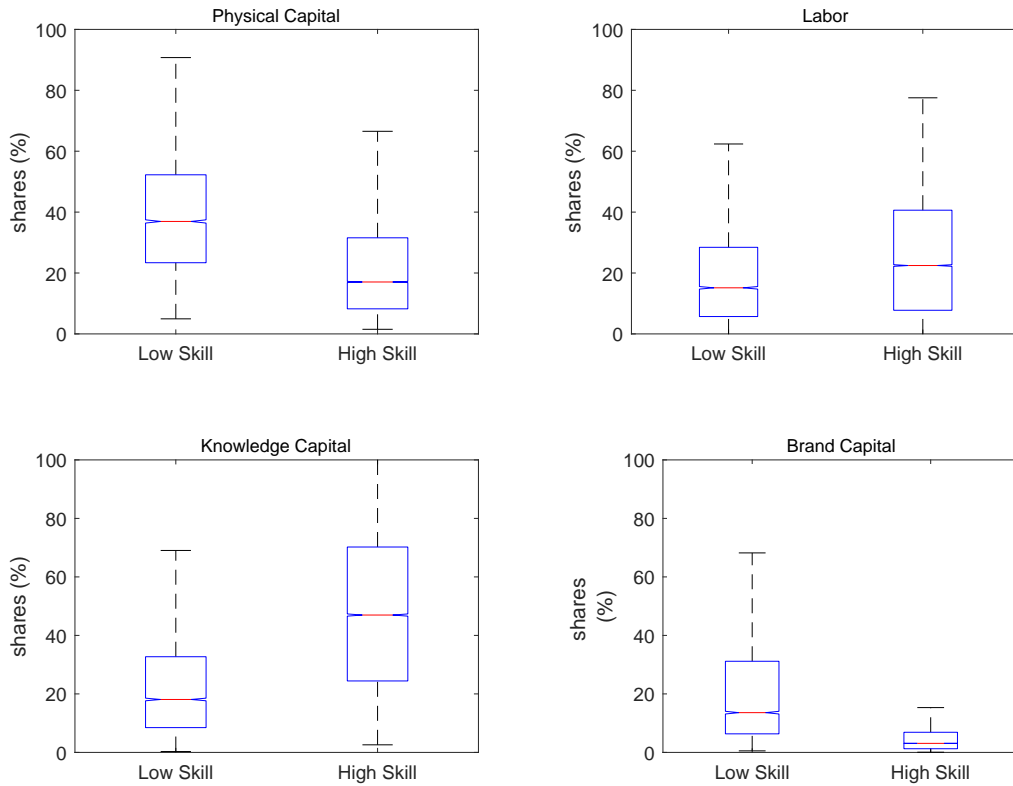 Physical Capital
100
80
60
40
20
0
shares (%)
Low Skill
High Skill
Labor
100
80
60
40
20
0
shares (%)
Low Skill
High Skill
Knowledge Capital
100
80
60
40
20
0
shares (%)
Low Skill
High Skill
Brand Capital
100
80
60
40
20
0
shares
(%)
Low Skill
High Skill